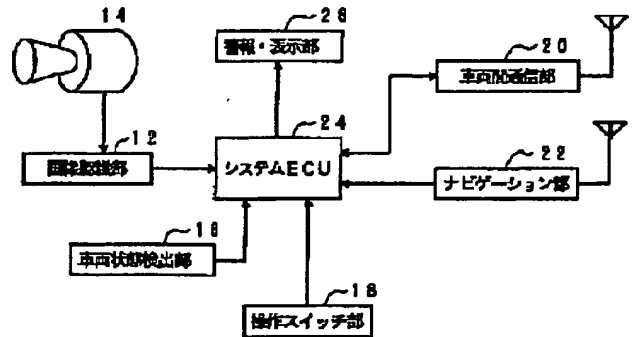 14
26
警報・表示部
20
車両間通信部
12
24
画像認識部
システムECU
22
ナビゲーション部
16
車両状態検出部
18
操作スイッチ部